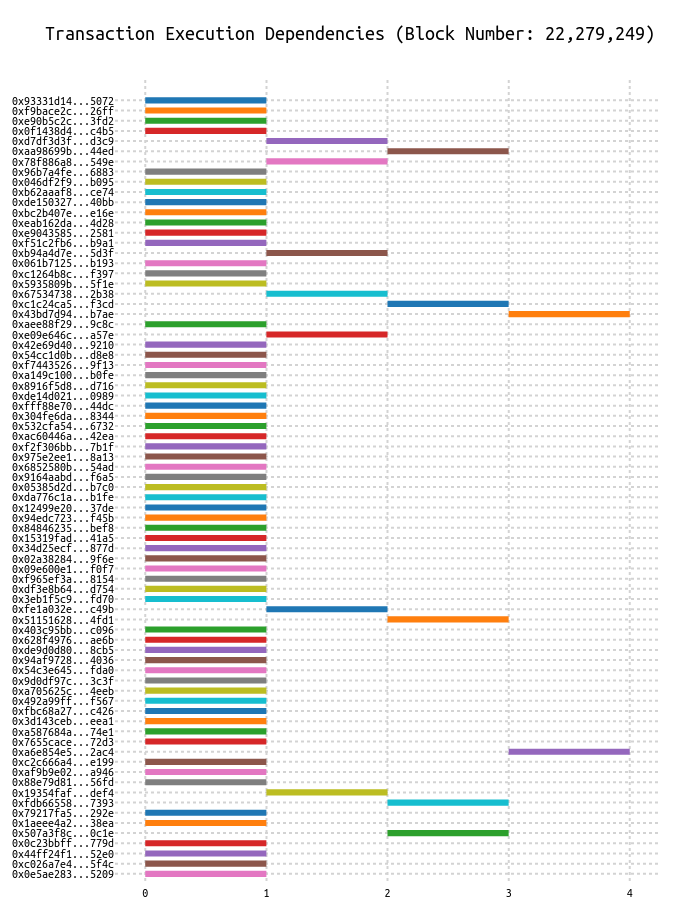 Transaction Execution Dependencies (Block Number: 22,279,249)
0x93331d14...5072
0xf9bace2c...26ff
0xe90b5c2c...3fd2
0x0f1438d4...c4b5
0xd7df3d3f...d3c9
0xaa98699b...44ed
0x78f886a8...549e
0x96b7a4fe...6883
0x046df2f9...b095
0xb62aaaf8...ce74
0xde150327...40bb
0xbc2b407e...e16e
0xeab162da...4d28
0xe9043585...2581
0xf51c2fb6...b9a1
0xb94a4d7e...5d3f
0x061b7125...b193
0xc1264b8c...f397
0x5935809b...5f1e
0x67534738...2b38
0xc1c24ca5...f3cd
0x43bd7d94...b7ae
0xaee88f29...9c8c
0xe09e646c...a57e
0x42e69d40...9210
0x54cc1d0b...d8e8
0xf7443526...9f13
0xa149c100...b0fe
0x8916f5d8...d716
0xde14d021...0989
0xfff88e70...44dc
0x304fe6da...8344
0x532cfa54...6732
0xac60446a...42ea
0xf2f306bb...7b1f
0x975e2ee1...8a13
0x6852580b...54ad
0x9164aabd...f6a5
0x05385d2d...b7c0
0xda776c1a...b1fe
0x12499e20...37de
0x94edc723...f45b
0x84846235...bef8
0x15319fad...41a5
0x34d25ecf...877d
0x02a38284...9f6e
0x09e600e1...f0f7
0xf965ef3a...8154
0xdf3e8b64...d754
0x3eb1f5c9...fd70
0xfe1a032e...c49b
0x51151628...4fd1
0x403c95bb...c096
0x628f4976...ae6b
0xde9d0d80...8cb5
0x94af9728...4036
0x54c3e645...fda0
0x9d0df97c...3c3f
0xa705625c...4eeb
0x492a99ff...f567
0xfbc68a27...c426
0x3d143ceb...eea1
0xa587684a...74e1
0x7655cace...72d3
0xa6e854e5...2ac4
0xc2c666a4...e199
0xaf9b9e02...a946
0x88e79d81...56fd
0x19354faf...def4
0xfdb66558...7393
0x79217fa5...292e
0x1aeee4a2...38ea
0x507a3f8c...0c1e
0x0c23bbff...779d
0x44ff24f1...52e0
0xc026a7e4...5f4c
0x0e5ae283...5209
0 1 2 3 4